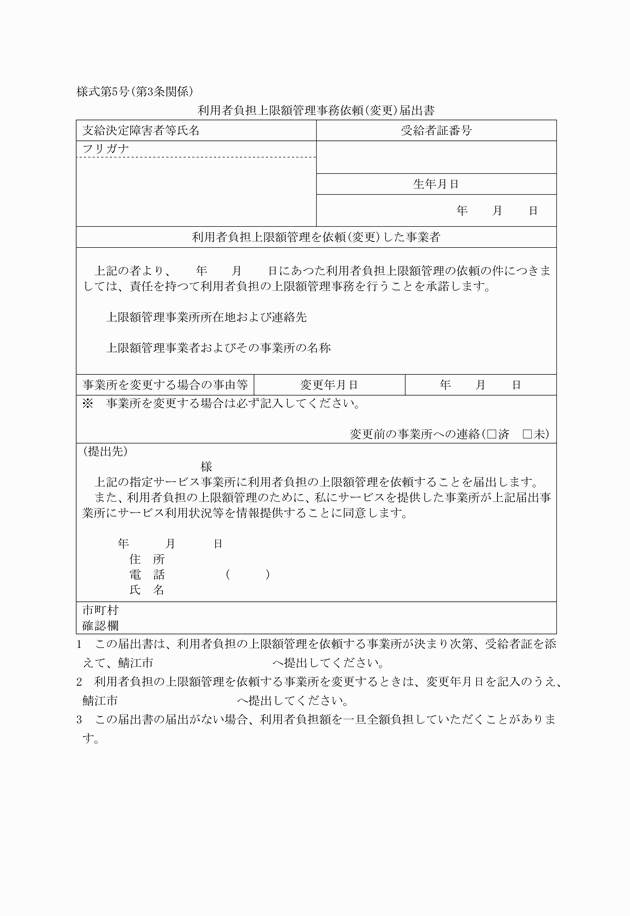 様式第5号(第3条関係)
利用者負担上限額管理事務依頼(変更)届出書
支給決定障害者等氏名
受給者証番号
フリガナ
生年月日
年　　月　　日
利用者負担上限額管理を依頼(変更)した事業者
上記の者より、　　年　　月　　日にあつた利用者負担上限額管理の依頼の件につきま
しては、責任を持つて利用者負担の上限額管理事務を行うことを承諾します。
上限額管理事業所所在地および連絡先
上限額管理事業者およびその事業所の名称
事業所を変更する場合の事由等
変更年月日
年　　月　　日
※　事業所を変更する場合は必ず記入してください。
変更前の事業所への連絡(□済　□未)
(提出先)
様
上記の指定サービス事業所に利用者負担の上限額管理を依頼することを届出します。
また、利用者負担の上限額管理のために、私にサービスを提供した事業所が上記届出事
業所にサービス利用状況等を情報提供することに同意します。
年　　　月　　　日
住　所
電　話　　　　　(　　　)
氏　名
市町村
確認欄
1　この届出書は、利用者負担の上限額管理を依頼する事業所が決まり次第、受給者証を添
えて、鯖江市　　　　　　　　　　へ提出してください。
2　利用者負担の上限額管理を依頼する事業所を変更するときは、変更年月日を記入のうえ、
鯖江市　　　　　　　　　　へ提出してください。
3　この届出書の届出がない場合、利用者負担額を一旦全額負担していただくことがありま
す。